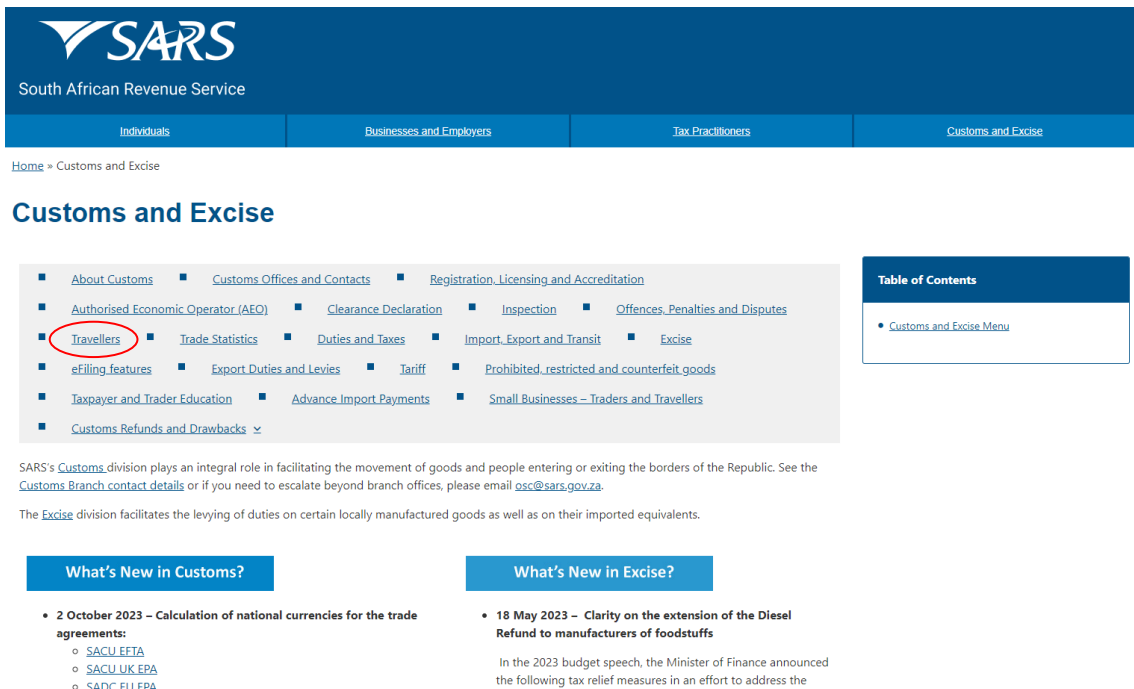 SARS
South African Revenue Service
Individuals Businesses and Employers Tax Practitioners Customs and Excise
Home » Customs and Excise
Customs and Excise
About Customs Customs Offices and Contacts Registration, Licensing and Accreditation
Authorised Economic Operator (AEO) Clearance Declaration Inspection Offences, Penalties and Disputes
Travellers Trade Statistics Duties and Taxes Import, Export and Transit Excise
eFiling features Export Duties and Levies Tariff Prohibited, restricted and counterfeit goods
Taxpayer and Trader Education Advance Import Payments Small Businesses – Traders and Travellers
Customs Refunds and Drawbacks
Table of Contents
Customs and Excise Menu
SARS's Customs division plays an integral role in facilitating the movement of goods and people entering or exiting the borders of the Republic. See the
Customs Branch contact details or if you need to escalate beyond branch offices, please email osc@sars.gov.za.
The Excise division facilitates the levying of duties on certain locally manufactured goods as well as on their imported equivalents.
What's New in Customs?
2 October 2023 – Calculation of national currencies for the trade
agreements:
SACU EFTA
SACU UK EPA
SADC EU EPA
What's New in Excise?
18 May 2023 – Clarity on the extension of the Diesel
Refund to manufacturers of foodstuffs
In the 2023 budget speech, the Minister of Finance announced
the following tax relief measures in an effort to address the